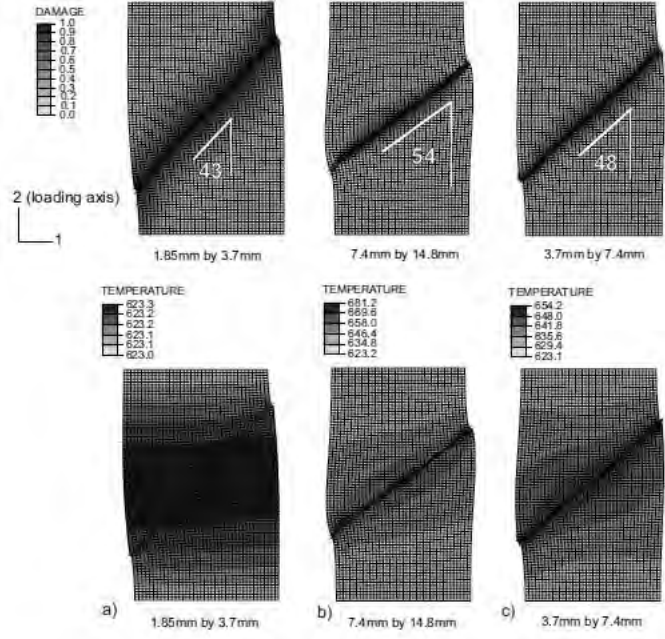 DAMAGE
1.0
0.9
0.8
0.7
0.6
0.5
0.4
0.3
0.2
0.1
0.0
43
54
48
2 (loading axis)
1
1.85mm by 3.7mm
7.4mm by 14.8mm
3.7mm by 7.4mm
TEMPERATURE
623.3
623.2
623.2
623.1
623.1
623.0
TEMPERATURE
681.2
669.6
658.0
646.4
634.8
623.2
TEMPERATURE
654.2
648.0
641.8
635.6
629.4
623.1
a)
1.85mm by 3.7mm
b)
7.4mm by 14.8mm
c)
3.7mm by 7.4mm